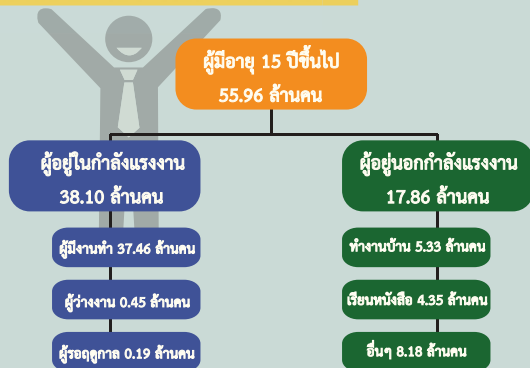 ผู้มีอายุ 15 ปีขึ้นไป
55.96 ล้านคน
ผู้อยู่ในกำลังแรงงาน
38.10 ล้านคน
ผู้มีงานทำ 37.46 ล้านคน
ผู้ว่างงาน 0.45 ล้านคน
ผู้รอฤดูกาล 0.19 ล้านคน
ผู้อยู่นอกกำลังแรงงาน
17.86 ล้านคน
ทำงานบ้าน 5.33 ล้านคน
เรียนหนังสือ 4.35 ล้านคน
อื่นๆ 8.18 ล้านคน